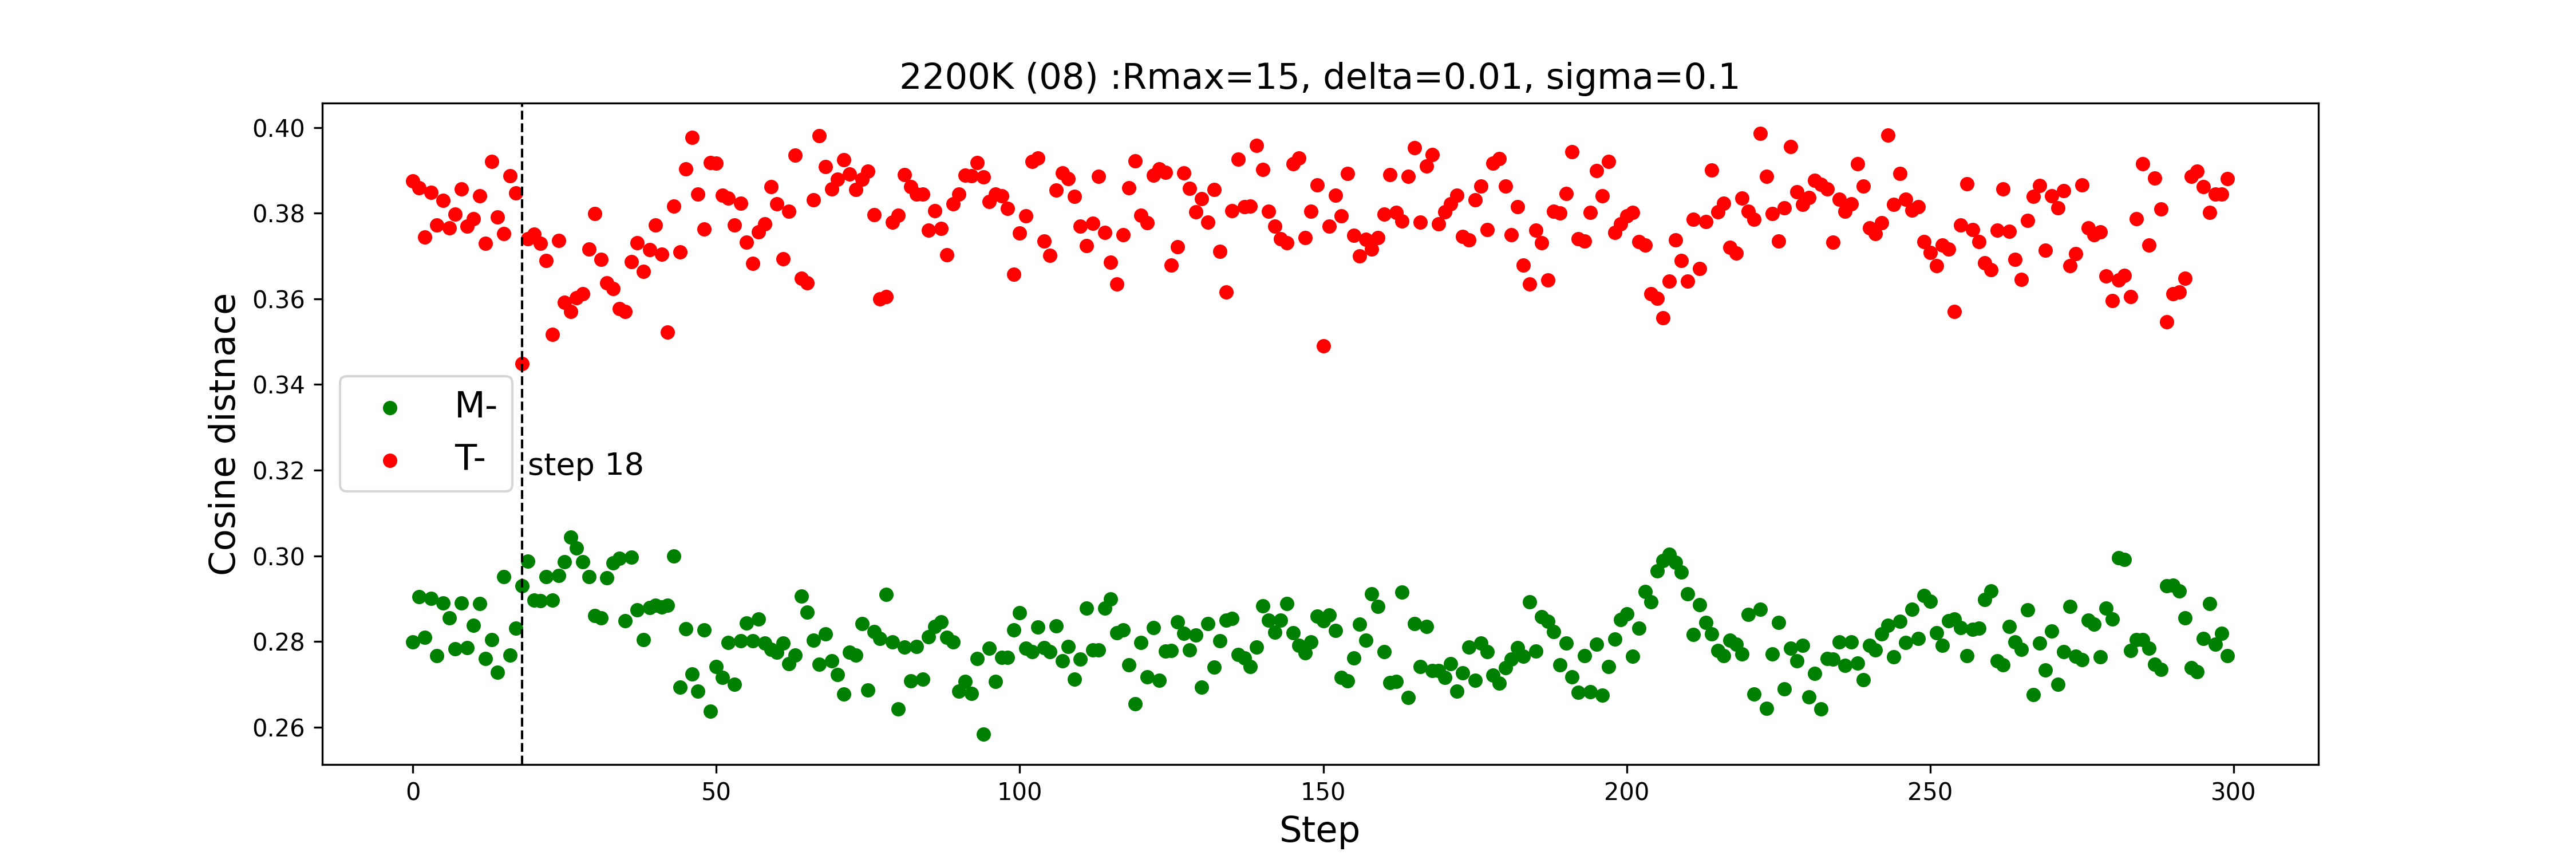 2200K (08) :Rmax=15, delta=0.01, sigma=0.1
Cosine distnace
0.40
0.38
0.36
0.34
0.32
0.30
0.28
0.26
M-
T-
step 18
0 50 100 150 200 250 300
Step